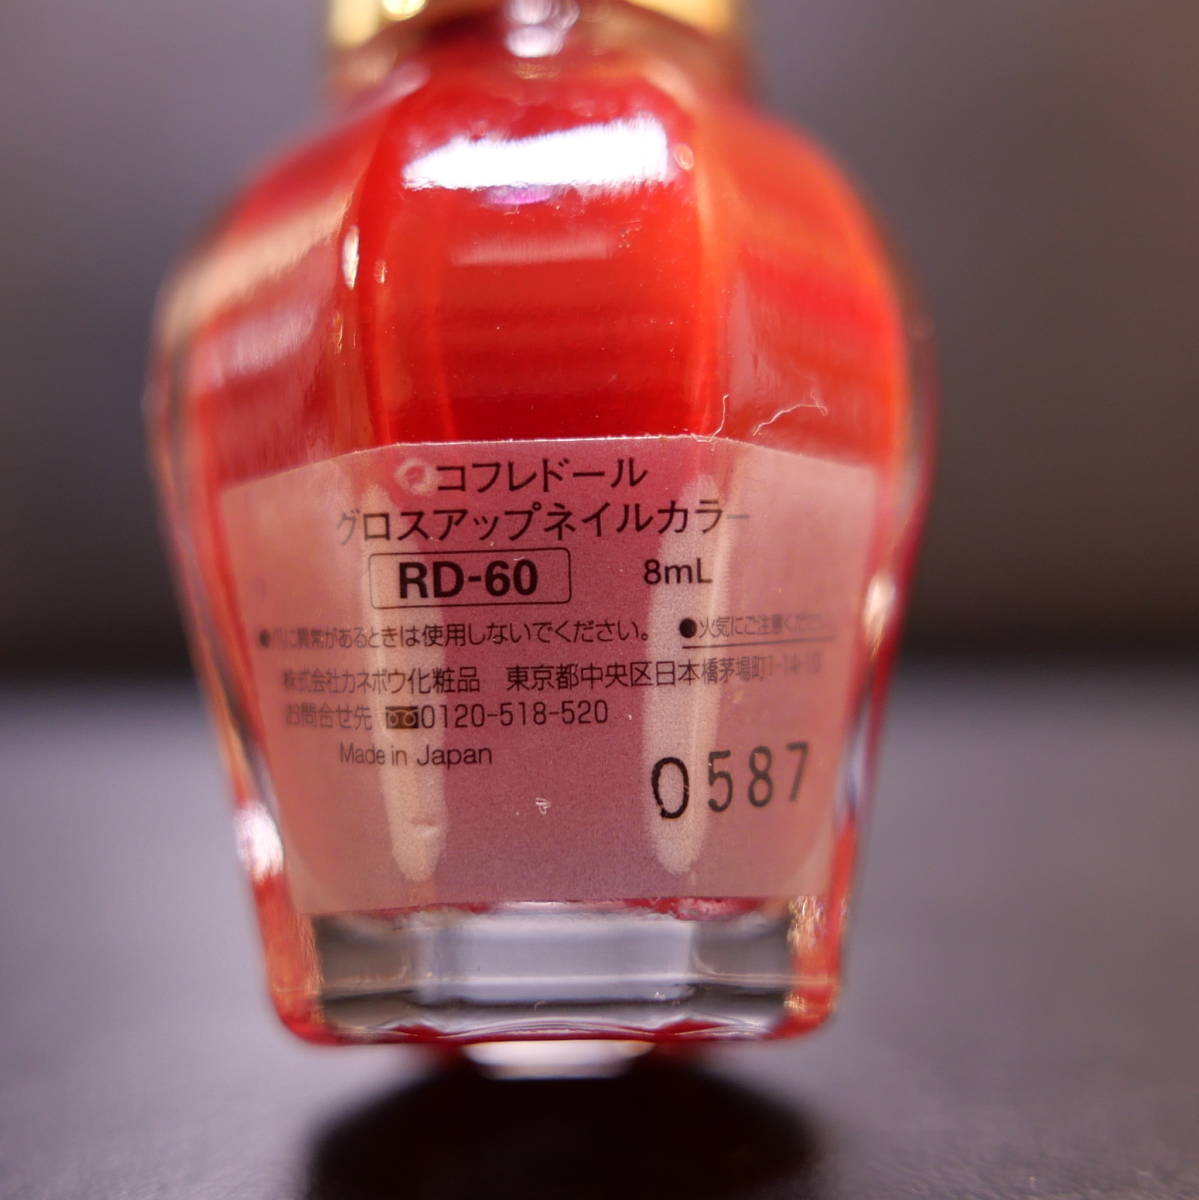 コフレドール
グロスアップネイルカラー
RD-60 8mL
●爪に異常があるときは使用しないでください。 ●火気にご注意ください
株式会社カネボウ化粧品 東京都中央区日本橋茅場町1-14-10
お問合せ先 0120-518-520
Made in Japan
0587